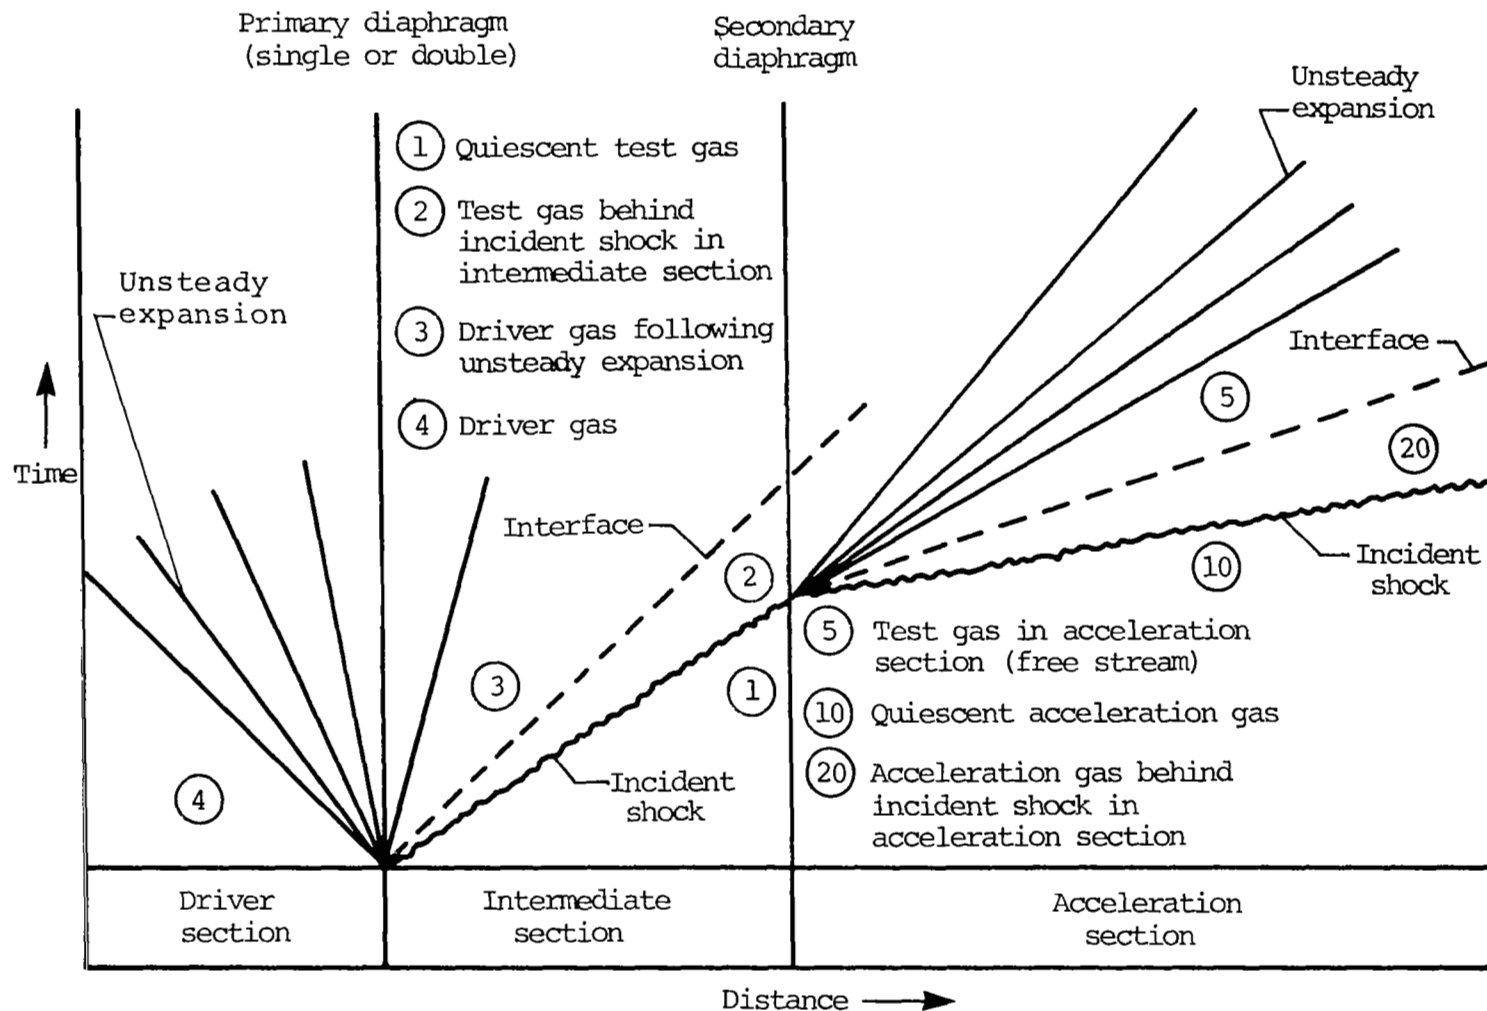 Primary diaphragm
(single or double)
Secondary
diaphragm
Unsteady
expansion
1 Quiescent test gas
2 Test gas behind
incident shock in
intermediate section
3 Driver gas following
unsteady expansion
4 Driver gas
Unsteady
expansion
Time
Interface
Interface
5
20
10
Incident
shock
2
3
1
4
Incident
shock
5 Test gas in acceleration
section (free stream)
10 Quiescent acceleration gas
20 Acceleration gas behind
incident shock in
acceleration section
Driver
section
Intermediate
section
Acceleration
section
Distance